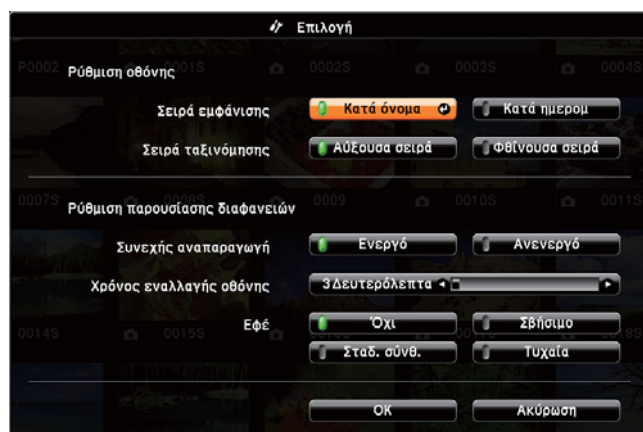 Επιλογή
P0002 0001S 0002S 0003S 0004S
Ρύθμιση οθόνης
Σειρά εμφάνισης Κατά όνομα Κατά ημερομ
Σειρά ταξινόμησης Αύξουσα σειρά Φθίνουσα σειρά
0007S 0008S 0009 0010S 0011S
Ρύθμιση παρουσίασης διαφανειών
Συνεχής αναπαραγωγή Ενεργό Ανενεργό
Χρόνος εναλλαγής οθόνης 3Δευτερόλεπτα
Εφέ Όχι Σβήσιμο
0014S 0015S
Σταδ. σύνθ. Τυχαία
OK Ακύρωση